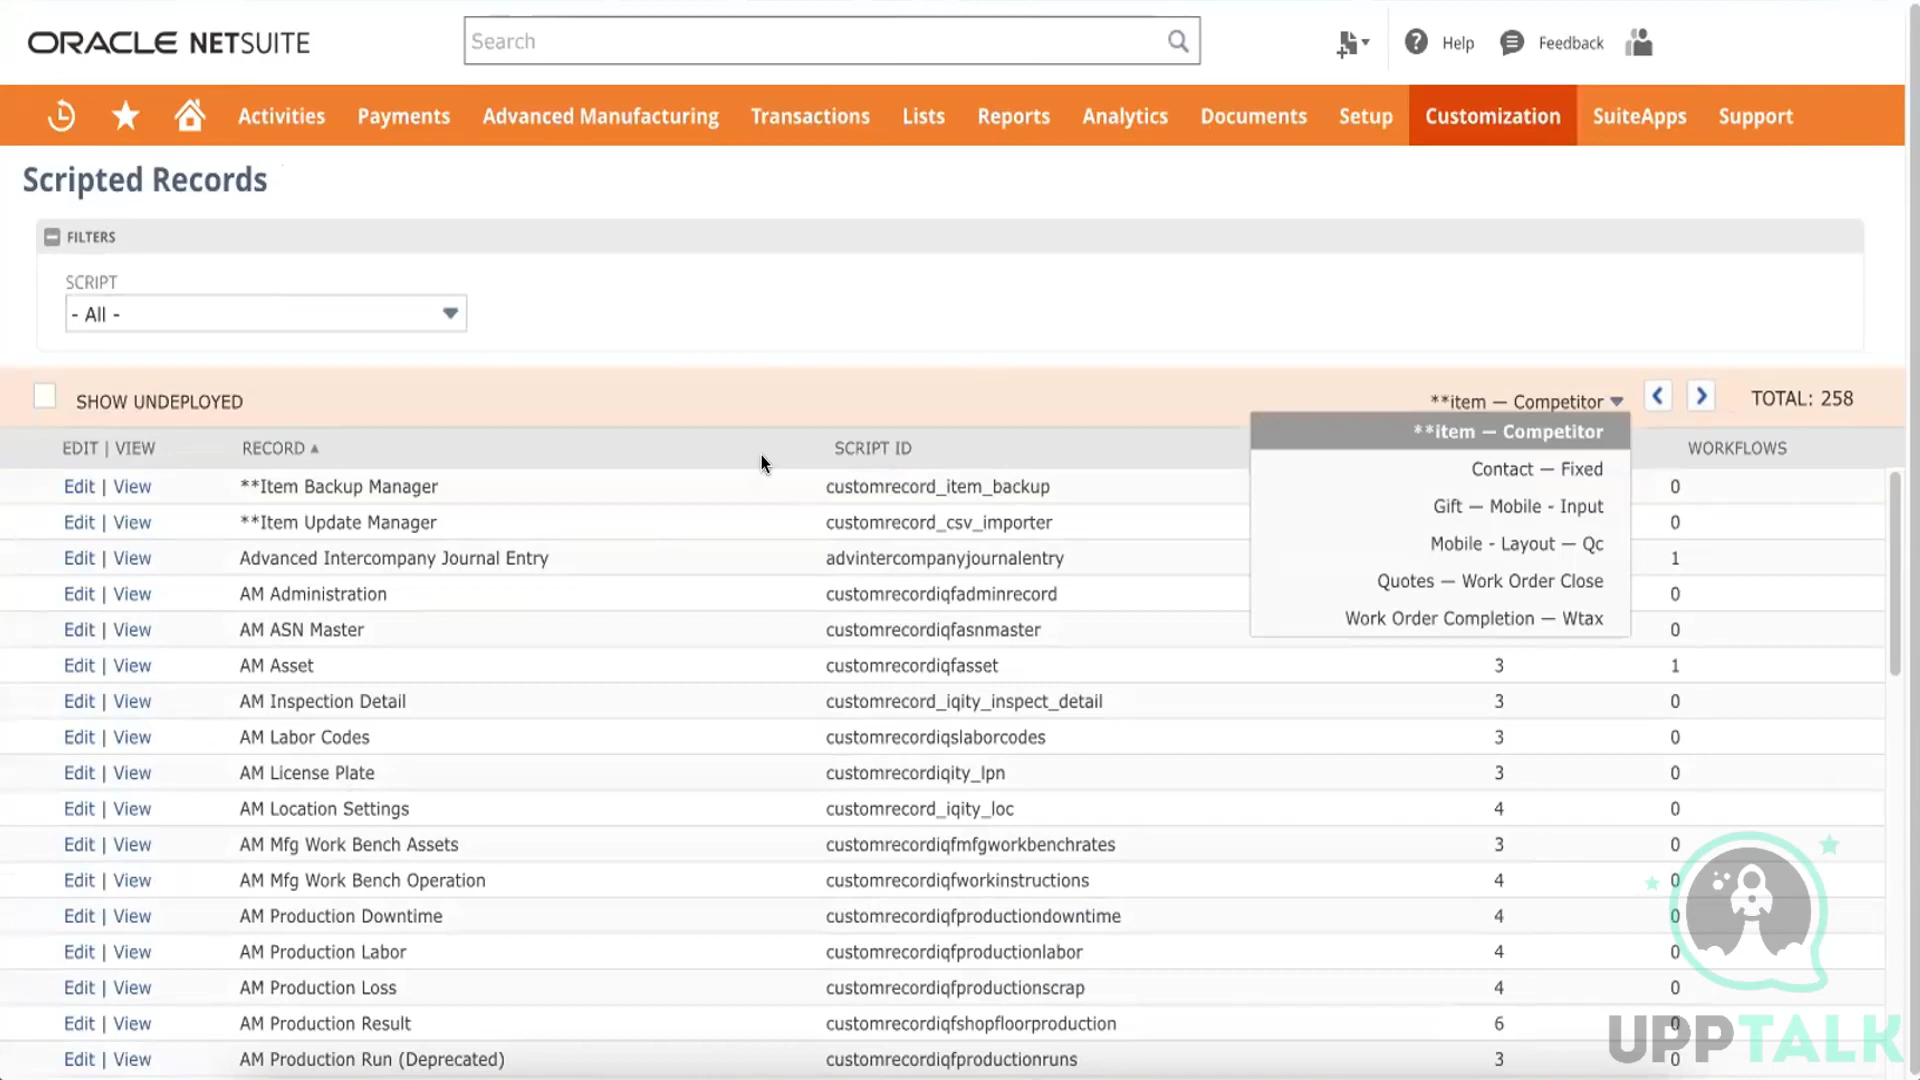 ORACLE NETSUITE
Search
Help
Feedback
Activities Payments Advanced Manufacturing Transactions Lists Reports Analytics Documents Setup Customization SuiteApps Support
Scripted Records
FILTERS
SCRIPT
- All -
SHOW UNDEPLOYED
**item — Competitor
TOTAL: 258
**item — Competitor
Contact — Fixed
Gift — Mobile - Input
Mobile - Layout — Qc
Quotes — Work Order Close
Work Order Completion — Wtax
EDIT | VIEW RECORD SCRIPT ID WORKFLOWS
Edit | View **Item Backup Manager customrecord_item_backup 0
Edit | View **Item Update Manager customrecord_csv_importer 0
Edit | View Advanced Intercompany Journal Entry advintercompanyjournalentry 1
Edit | View AM Administration customrecordiqfadminrecord 0
Edit | View AM ASN Master customrecordiqfasnmaster 0
Edit | View AM Asset customrecordiqfasset 3 1
Edit | View AM Inspection Detail customrecord_iqity_inspect_detail 3 0
Edit | View AM Labor Codes customrecordiqslaborcodes 3 0
Edit | View AM License Plate customrecordiqity_lpn 3 0
Edit | View AM Location Settings customrecord_iqity_loc 4 0
Edit | View AM Mfg Work Bench Assets customrecordiqfmfgworkbenchrates 3 0
Edit | View AM Mfg Work Bench Operation customrecordiqfworkinstructions 4 0
Edit | View AM Production Downtime customrecordiqfproductiondowntime 4 0
Edit | View AM Production Labor customrecordiqfproductionlabor 4 0
Edit | View AM Production Loss customrecordiqfproductionscrap 4 0
Edit | View AM Production Result customrecordiqfshopfloorproduction 6 0
Edit | View AM Production Run (Deprecated) customrecordiqfproductionruns 3 0
UPPTALK